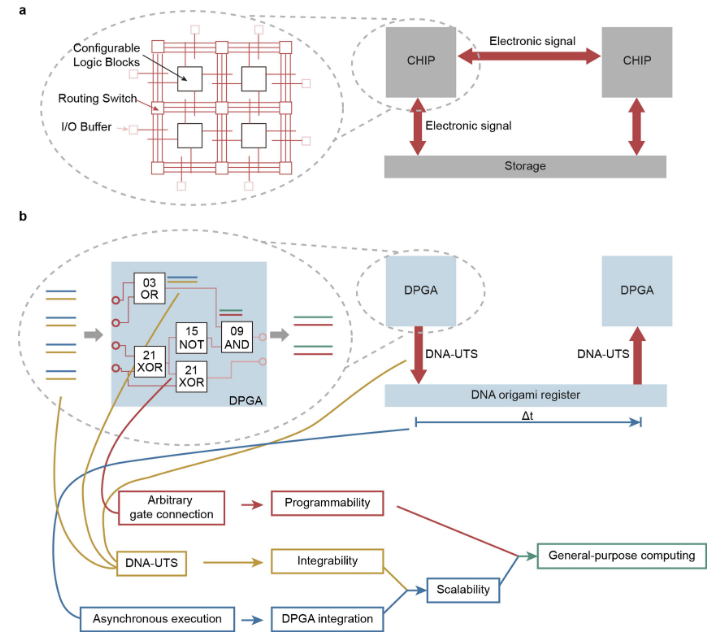 a
Configurable
Logic Blocks
Routing Switch
I/O Buffer
CHIP
Electronic signal
CHIP
Electronic signal
Storage
b
03
OR
15
NOT
09
AND
21
XOR
21
XOR
DPGA
DPGA
DPGA
DNA-UTS
DNA-UTS
DNA origami register
Δt
Arbitrary
gate connection
Programmability
DNA-UTS
Integrability
General-purpose computing
Scalability
Asynchronous execution
DPGA integration